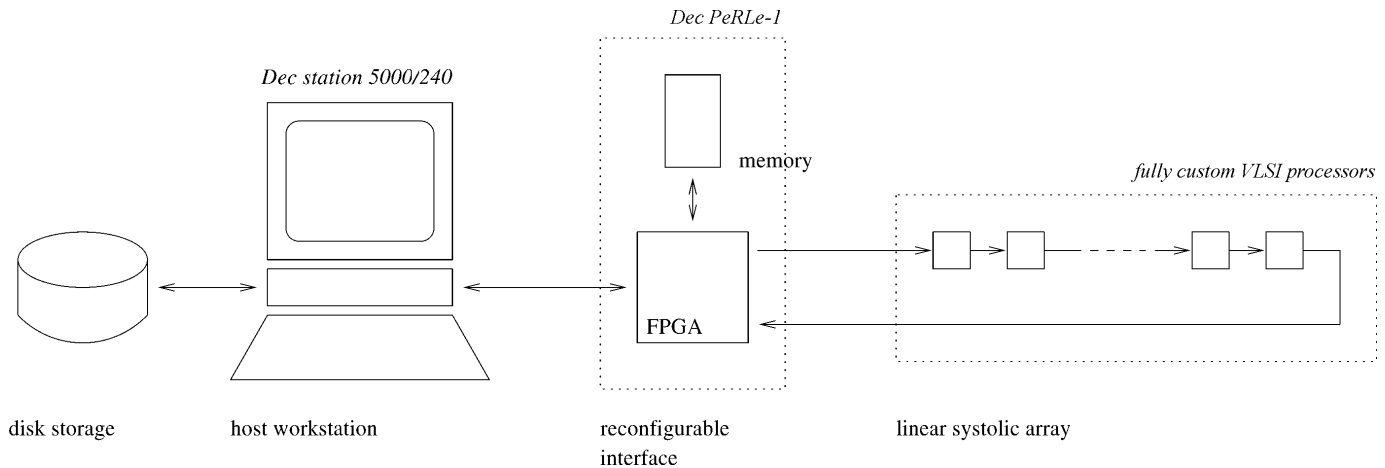 Dec PeRLe-1
Dec station 5000/240
memory
fully custom VLSI processors
FPGA
disk storage
host workstation
reconfigurable
interface
linear systolic array